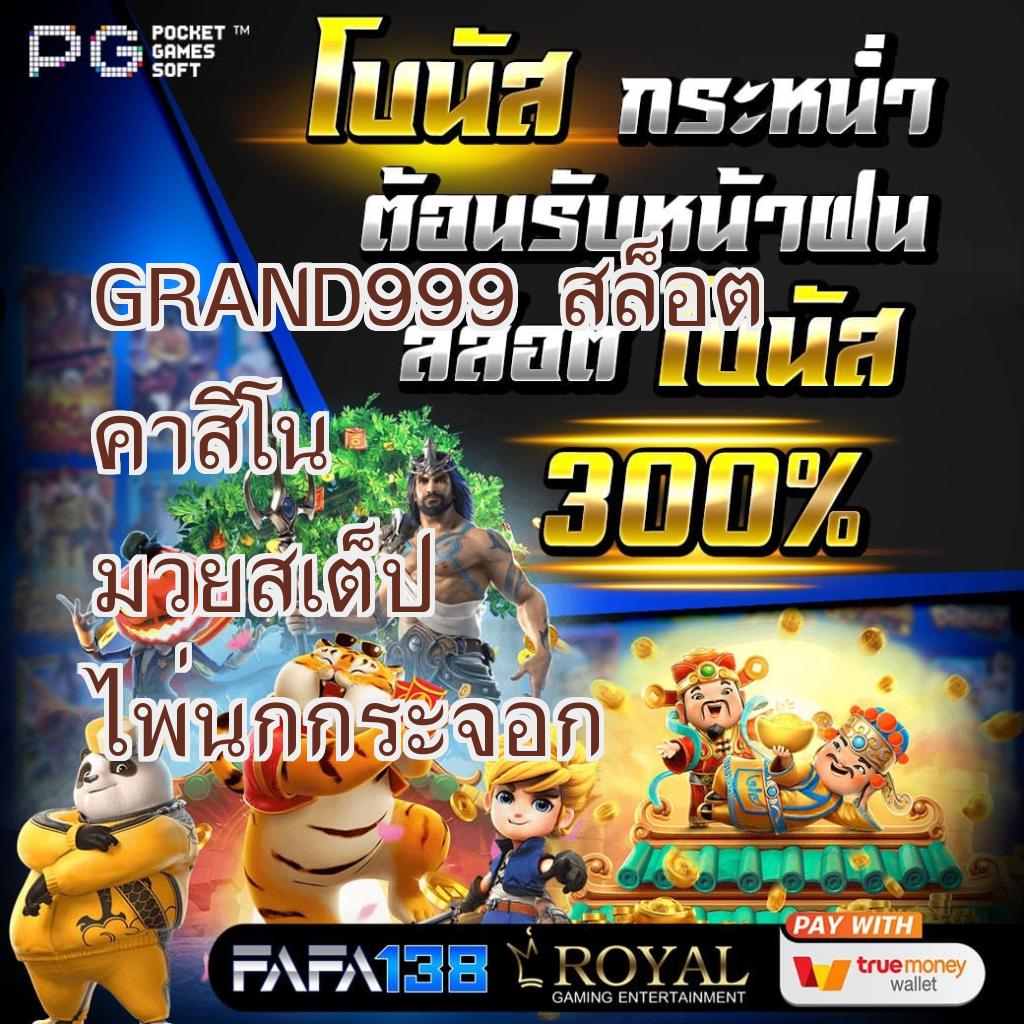 PG POCKET GAMES SOFT™
โบนัส กระหน่ำ
ต้อนรับหน้าฝน
สล็อต โบนัส
300%
GRAND999 สล็อต
คาสิโน
มวยสเต็ป
ไพ่นกกระจอก
FAFA138
ROYAL
GAMING ENTERTAINMENT
PAY WITH
truemoney
wallet